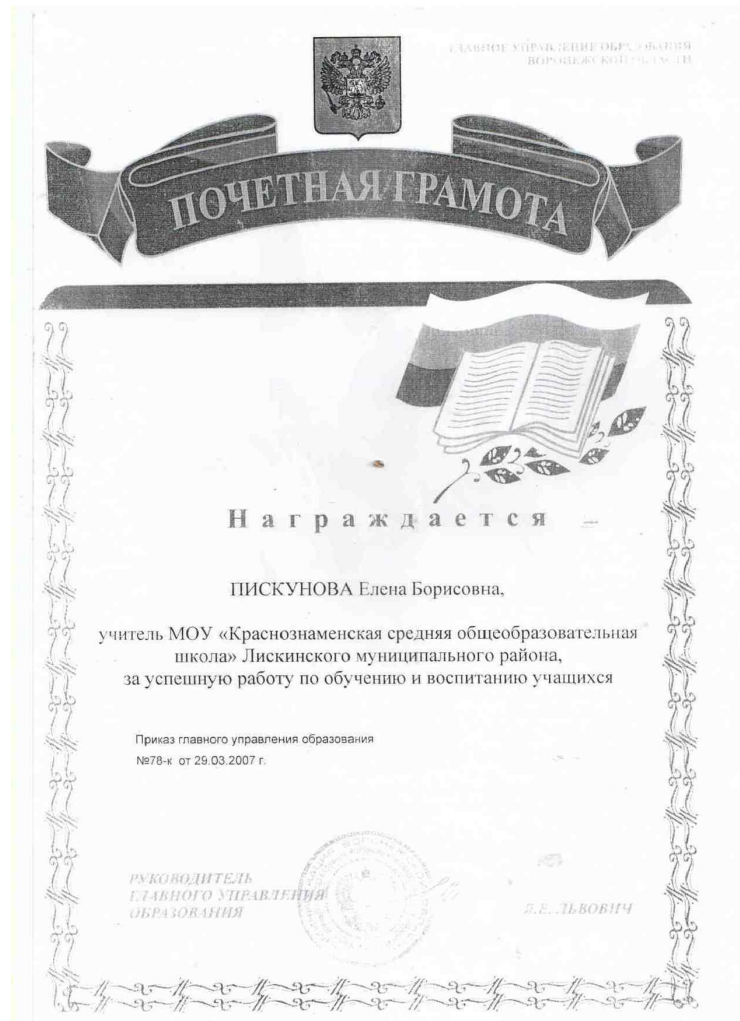 ГЛАВНОЕ УПРАВЛЕНИЕ ОБРАЗОВАНИЯ
ВОРОНЕЖСКОЙ ОБЛАСТИ
ПОЧЕТНАЯ ГРАМОТА
Награждается
ПИСКУНОВА Елена Борисовна,
учитель МОУ «Краснознаменская средняя общеобразовательная
школа» Лискинского муниципального района,
за успешную работу по обучению и воспитанию учащихся
Приказ главного управления образования
№78-к от 29.03.2007 г.
РУКОВОДИТЕЛЬ
ГЛАВНОГО УПРАВЛЕНИЯ
ОБРАЗОВАНИЯ
Я.Е. ЛЬВОВИЧ